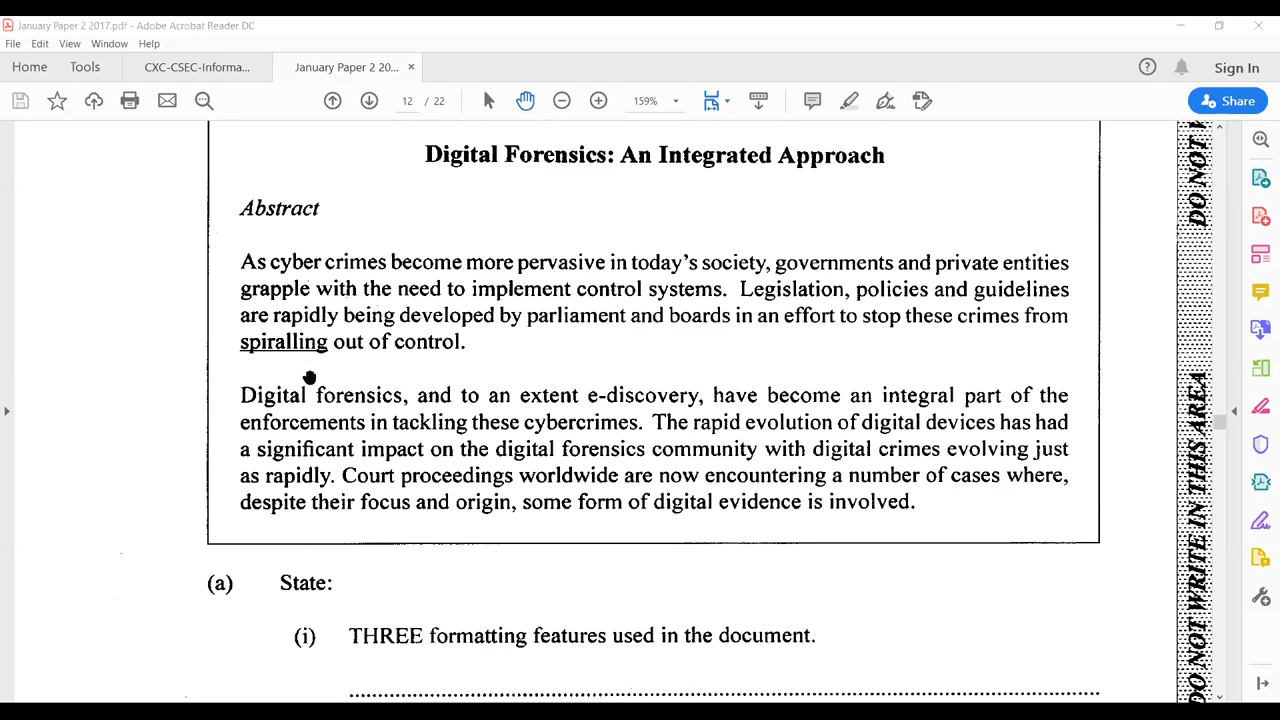 January Paper 2 2017.pdf - Adobe Acrobat Reader DC
File Edit View Window Help
Home Tools CXC-CSEC-Informa... January Paper 2 20... ×
12 / 22 159% Share
Sign In
Digital Forensics: An Integrated Approach
Abstract
As cyber crimes become more pervasive in today's society, governments and private entities
grapple with the need to implement control systems. Legislation, policies and guidelines
are rapidly being developed by parliament and boards in an effort to stop these crimes from
spiralling out of control.
Digital forensics, and to an extent e-discovery, have become an integral part of the
enforcements in tackling these cybercrimes. The rapid evolution of digital devices has had
a significant impact on the digital forensics community with digital crimes evolving just
as rapidly. Court proceedings worldwide are now encountering a number of cases where,
despite their focus and origin, some form of digital evidence is involved.
(a) State:
(i) THREE formatting features used in the document.
DO NOT
DO NOT WRITE IN THIS AREA